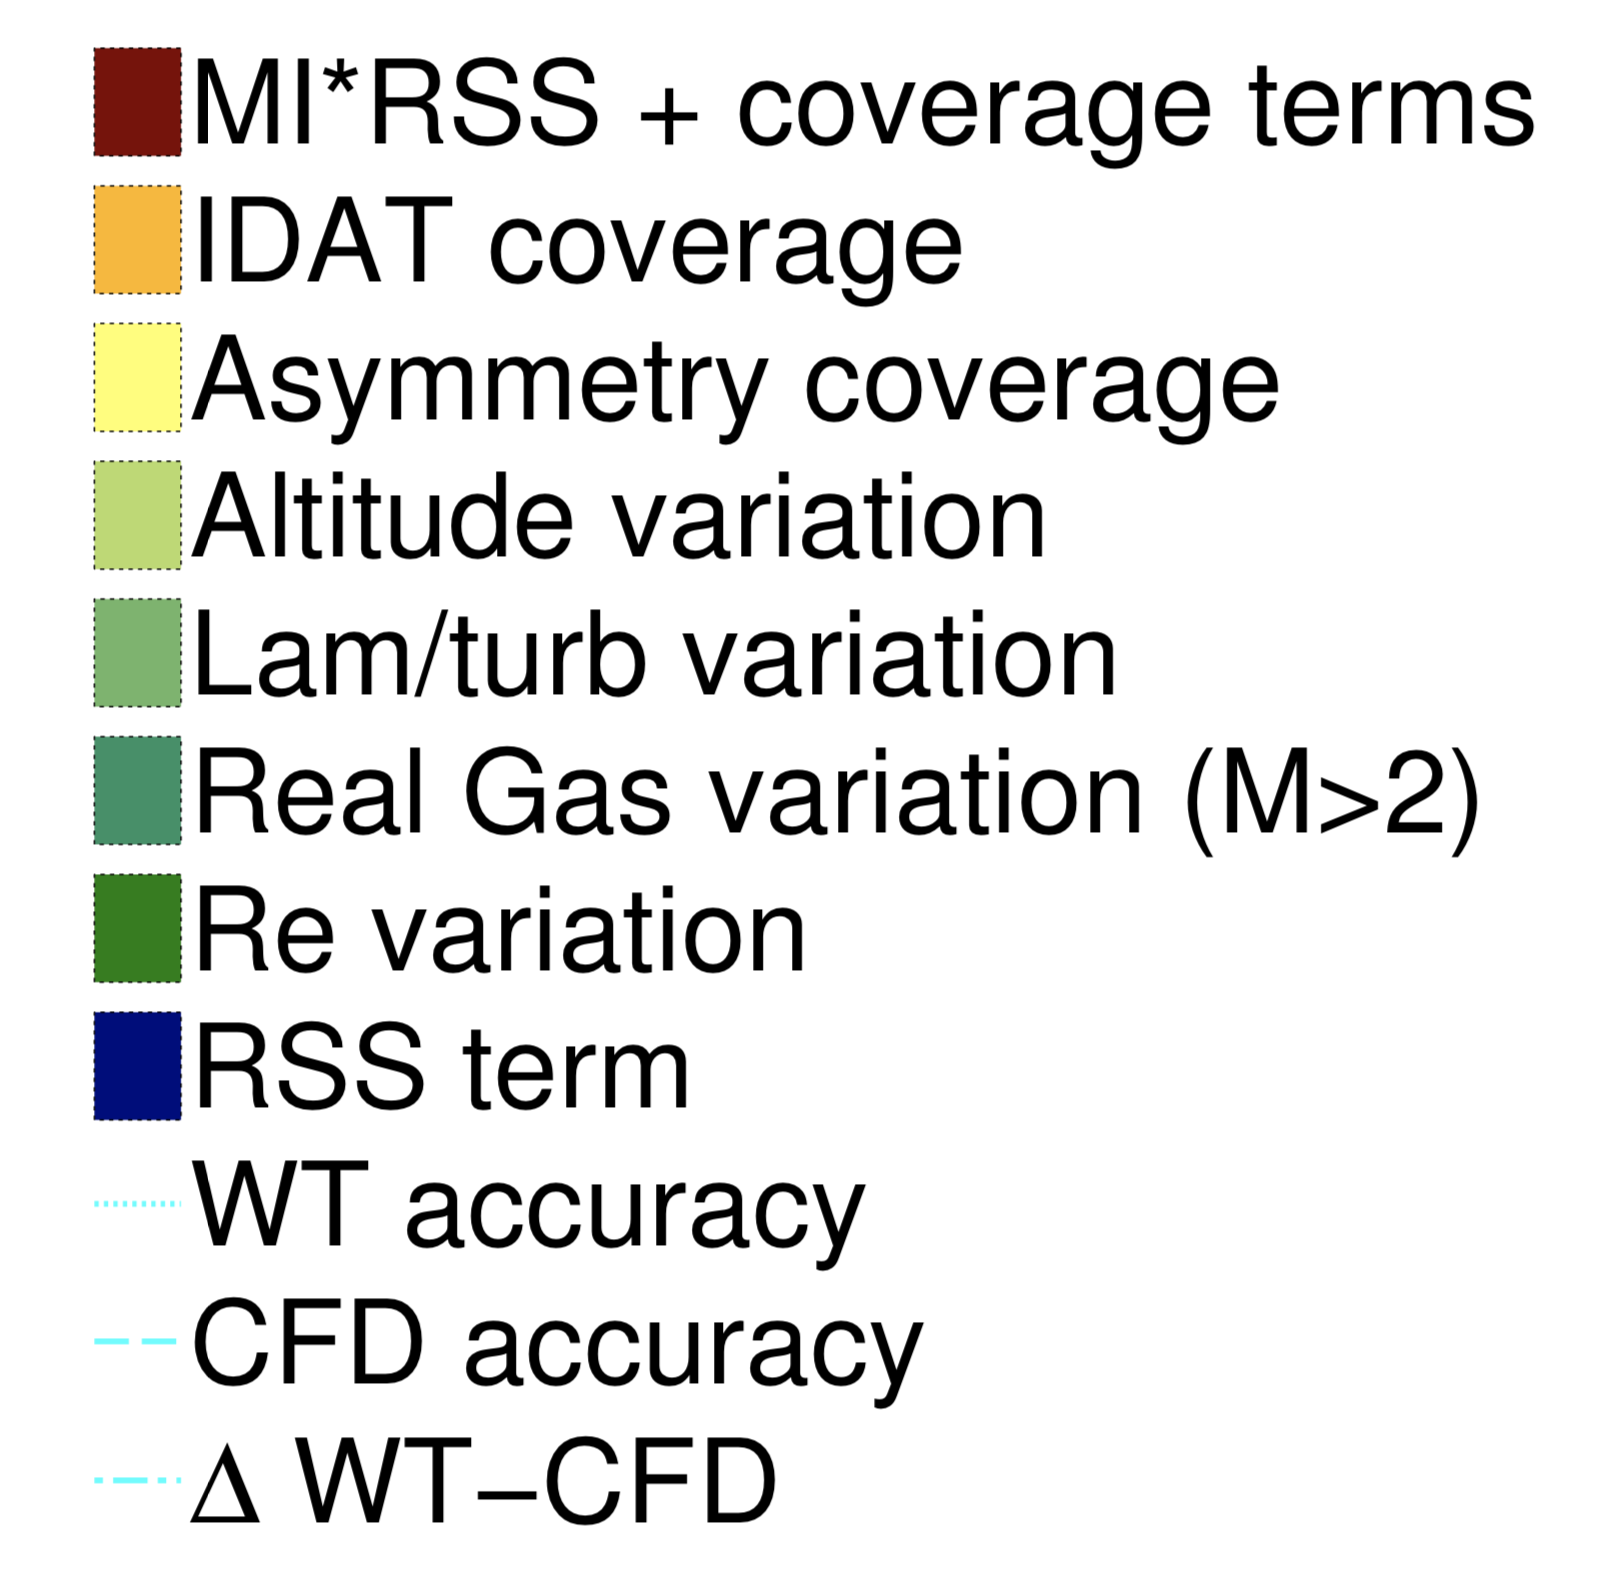 MI*RSS + coverage terms
IDAT coverage
Asymmetry coverage
Altitude variation
Lam/turb variation
Real Gas variation (M>2)
Re variation
RSS term
WT accuracy
CFD accuracy
Δ WT−CFD